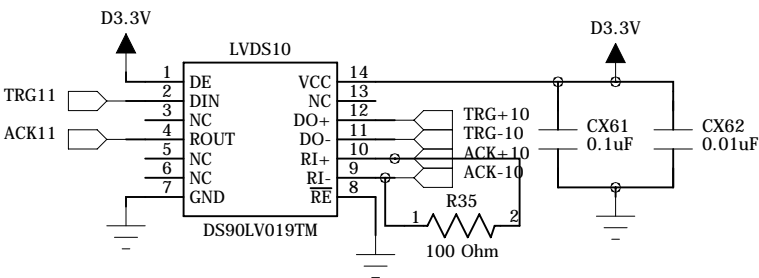 D3.3V
D3.3V
LVDS10
1 DE VCC 14
TRG11 2 DIN NC 13
3 NC DO+ 12 TRG+10
ACK11 4 ROUT DO- 11 TRG-10
5 NC RI+ 10 ACK+10
6 NC RI- 9 ACK-10
7 GND RE 8
DS90LV019TM
CX61
0.1uF
CX62
0.01uF
R35
1 2
100 Ohm